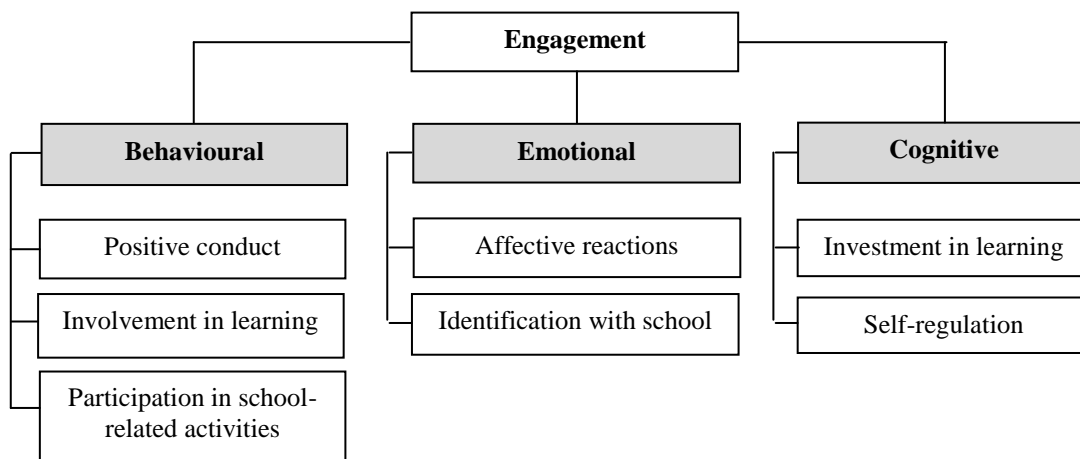 Engagement
Behavioural
Emotional
Cognitive
Positive conduct
Involvement in learning
Participation in school-
related activities
Affective reactions
Identification with school
Investment in learning
Self-regulation